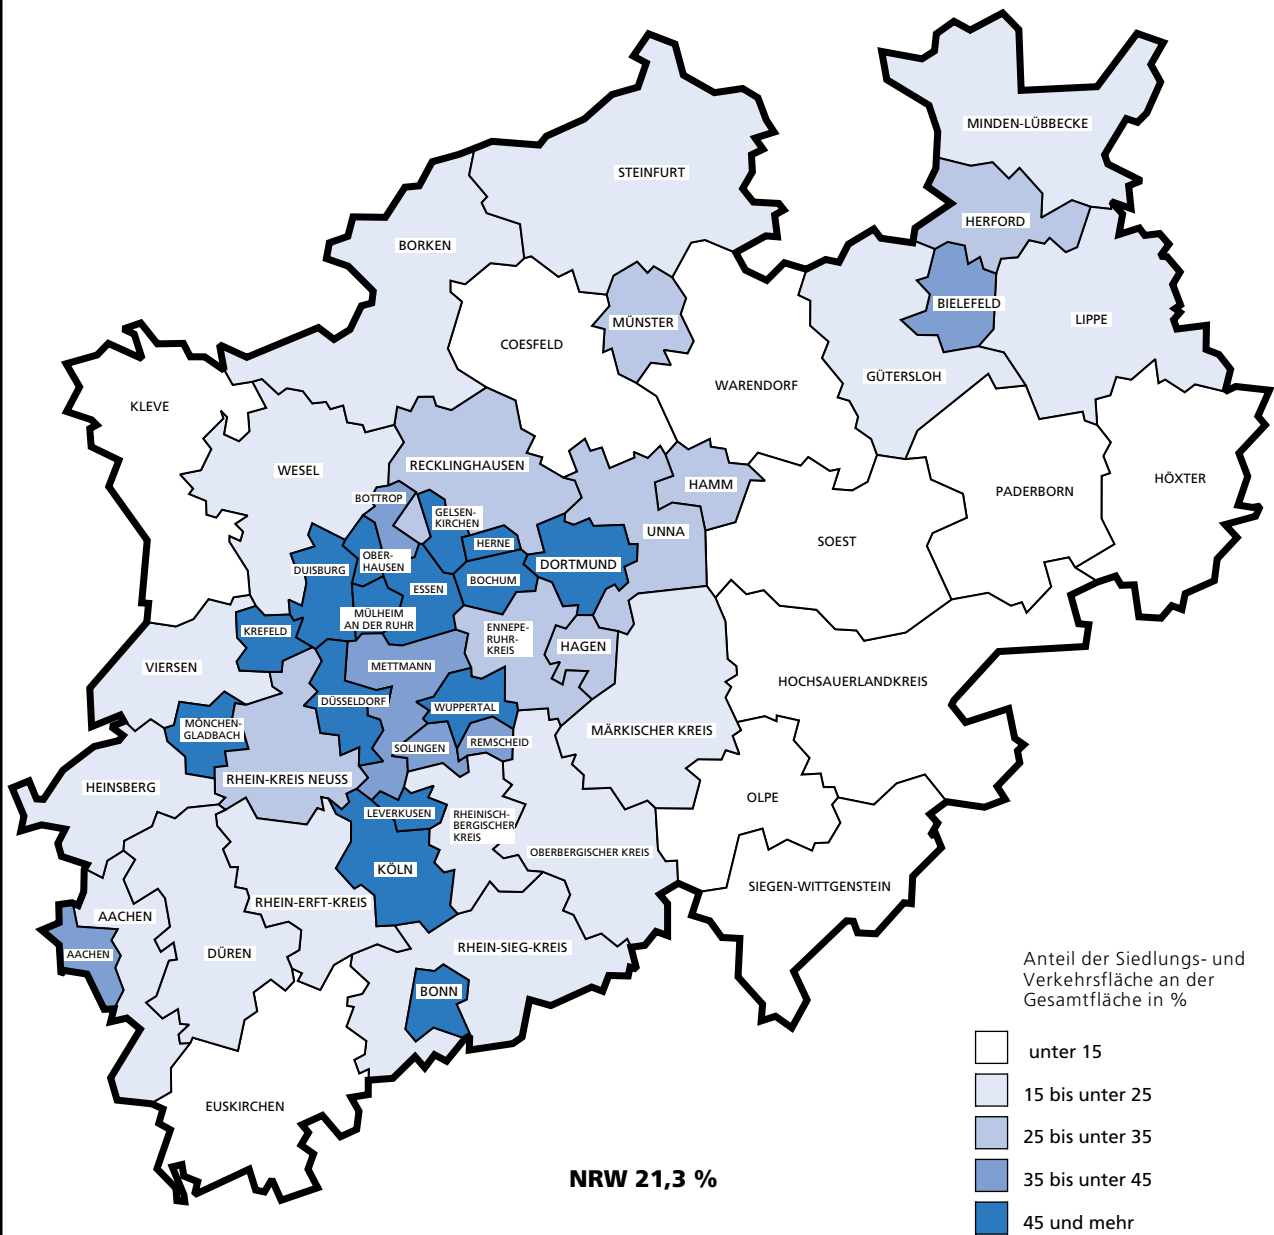 MINDEN-LÜBBECKE
STEINFURT
HERFORD
BORKEN
BIELEFELD
LIPPE
MÜNSTER
COESFELD
GÜTERSLOH
WARENDORF
KLEVE
WESEL
RECKLINGHAUSEN
HAMM
PADERBORN
HÖXTER
BOTTROP
GELSEN-
KIRCHEN
UNNA
SOEST
HERNE
OBER-
HAUSEN
DORTMUND
DUISBURG
BOCHUM
ESSEN
MÜLHEIM
AN DER RUHR
KREFELD
ENNEPE-
RUHR-
KREIS
HAGEN
VIERSEN
METTMANN
HOCHSAUERLANDKREIS
DÜSSELDORF
WUPPERTAL
MÖNCHEN-
GLADBACH
MÄRKISCHER KREIS
SOLINGEN
REMSCHEID
RHEIN-KREIS NEUSS
HEINSBERG
OLPE
LEVERKUSEN
RHEINISCH-
BERGISCHER
KREIS
OBERBERGISCHER KREIS
KÖLN
SIEGEN-WITTGENSTEIN
RHEIN-ERFT-KREIS
AACHEN
RHEIN-SIEG-KREIS
DÜREN
AACHEN
BONN
EUSKIRCHEN
NRW 21,3 %
Anteil der Siedlungs- und
Verkehrsfläche an der
Gesamtfläche in %
unter 15
15 bis unter 25
25 bis unter 35
35 bis unter 45
45 und mehr